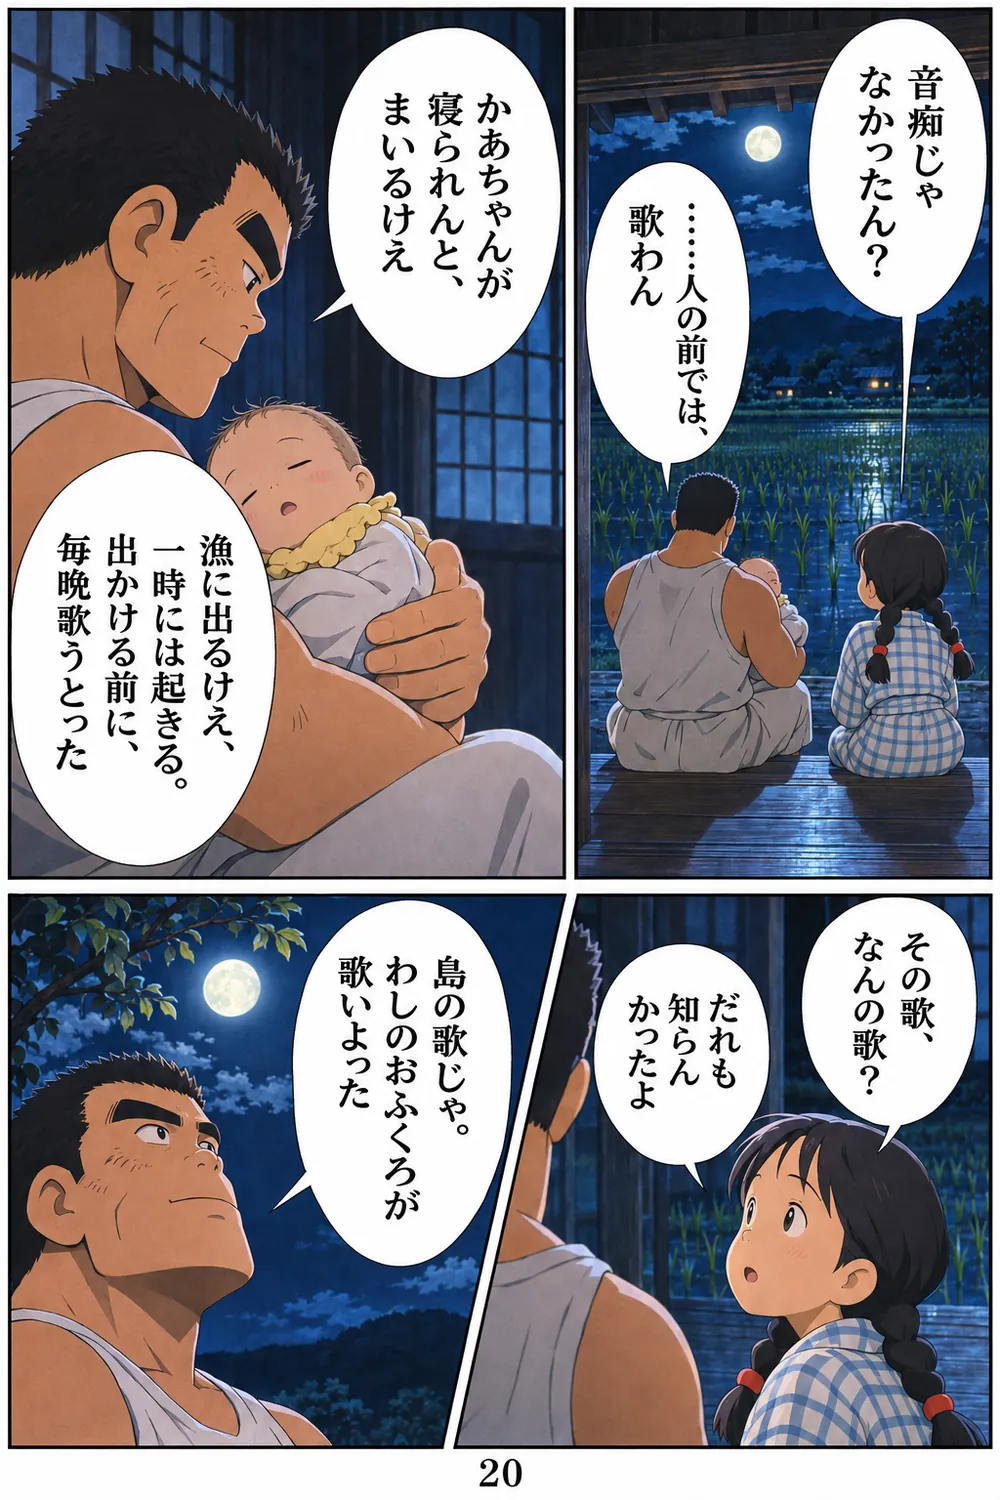 音痴じゃ
なかったん？
……人の前では、
歌わん
かあちゃんが
寝られんと、
まいるけえ
漁に出るけえ、
一時には起きる。
出かける前に、
毎晩歌うとった
その歌、
なんの歌？
だれも
知らん
かったよ
島の歌じゃ。
わしのおふくろが
歌いよった
20